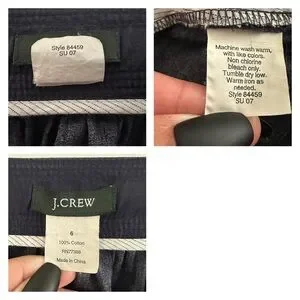 Style 84459
SU 07
Machine wash warm,
with like colors.
Non chlorine
bleach only.
Tumble dry low.
Warm iron as
needed.
Style 84459
SU 07
J.CREW
6
100% Cotton
RN77388
Made in China